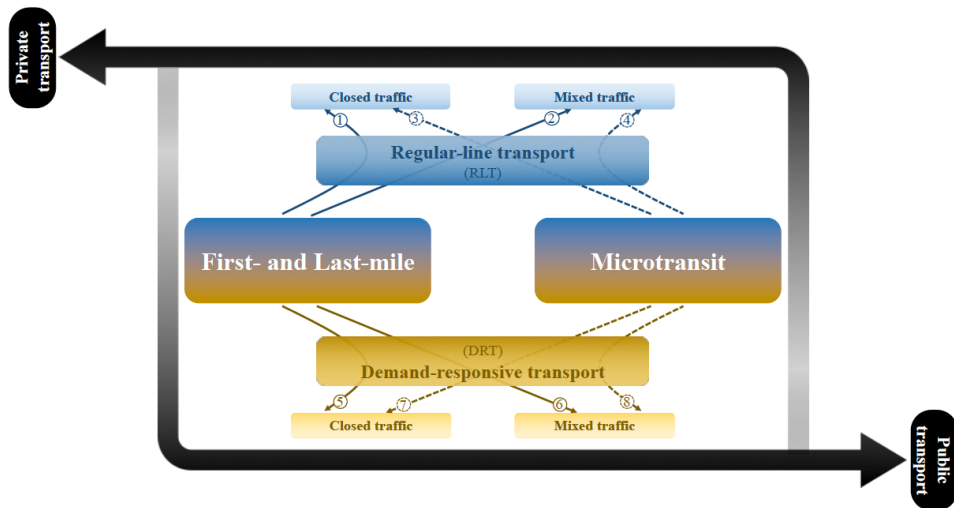 Private
transport
Closed traffic
Mixed traffic
1
3
2
4
Regular-line transport
(RLT)
First- and Last-mile
Microtransit
(DRT)
Demand-responsive transport
5
7
6
8
Closed traffic
Mixed traffic
Public
transport